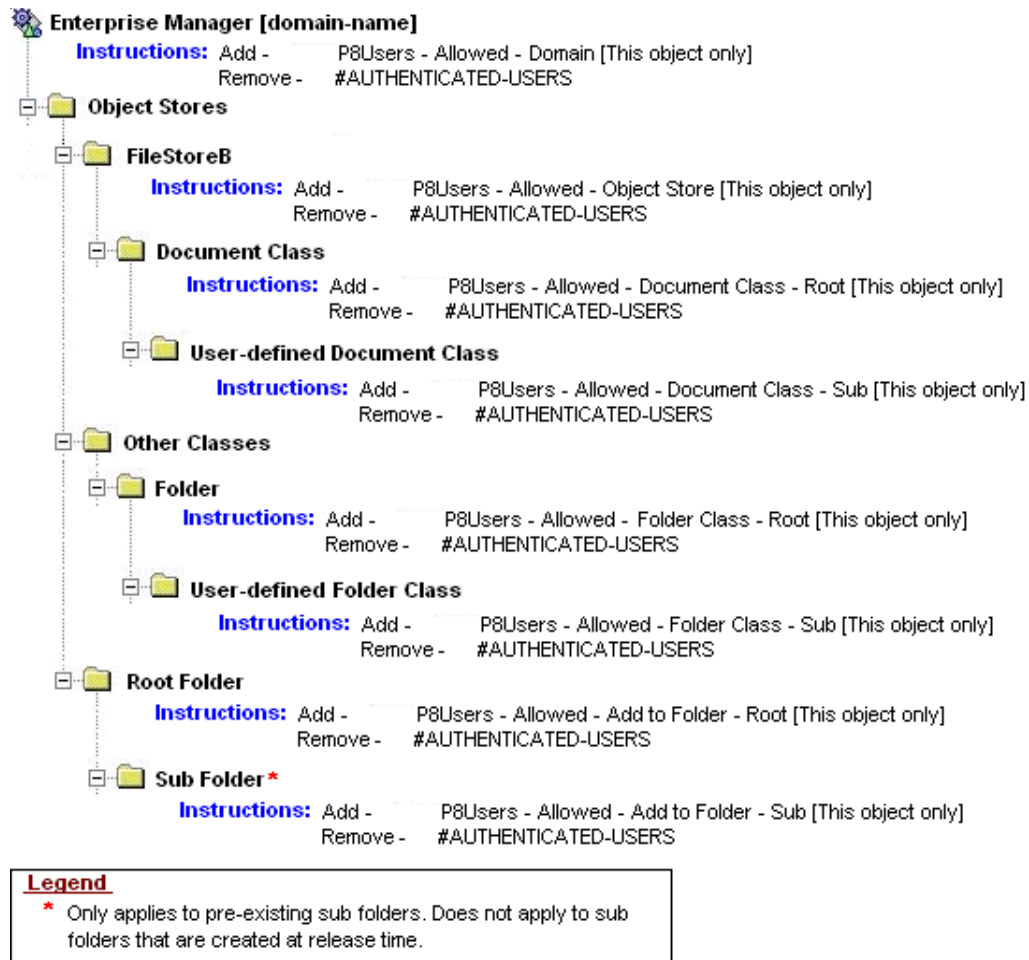 Enterprise Manager [domain-name]
Instructions: Add - P8Users - Allowed - Domain [This object only]
Remove - #AUTHENTICATED-USERS
Object Stores
FileStoreB
Instructions: Add - P8Users - Allowed - Object Store [This object only]
Remove - #AUTHENTICATED-USERS
Document Class
Instructions: Add - P8Users - Allowed - Document Class - Root [This object only]
Remove - #AUTHENTICATED-USERS
User-defined Document Class
Instructions: Add - P8Users - Allowed - Document Class - Sub [This object only]
Remove - #AUTHENTICATED-USERS
Other Classes
Folder
Instructions: Add - P8Users - Allowed - Folder Class - Root [This object only]
Remove - #AUTHENTICATED-USERS
User-defined Folder Class
Instructions: Add - P8Users - Allowed - Folder Class - Sub [This object only]
Remove - #AUTHENTICATED-USERS
Root Folder
Instructions: Add - P8Users - Allowed - Add to Folder - Root [This object only]
Remove - #AUTHENTICATED-USERS
Sub Folder*
Instructions: Add - P8Users - Allowed - Add to Folder - Sub [This object only]
Remove - #AUTHENTICATED-USERS
Legend
* Only applies to pre-existing sub folders. Does not apply to sub
folders that are created at release time.